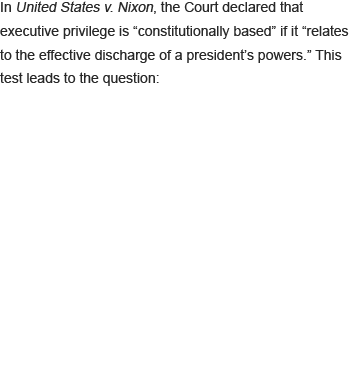 In United States v. Nixon, the Court declared that
executive privilege is “constitutionally based” if it “relates
to the effective discharge of a president’s powers.” This
test leads to the question: